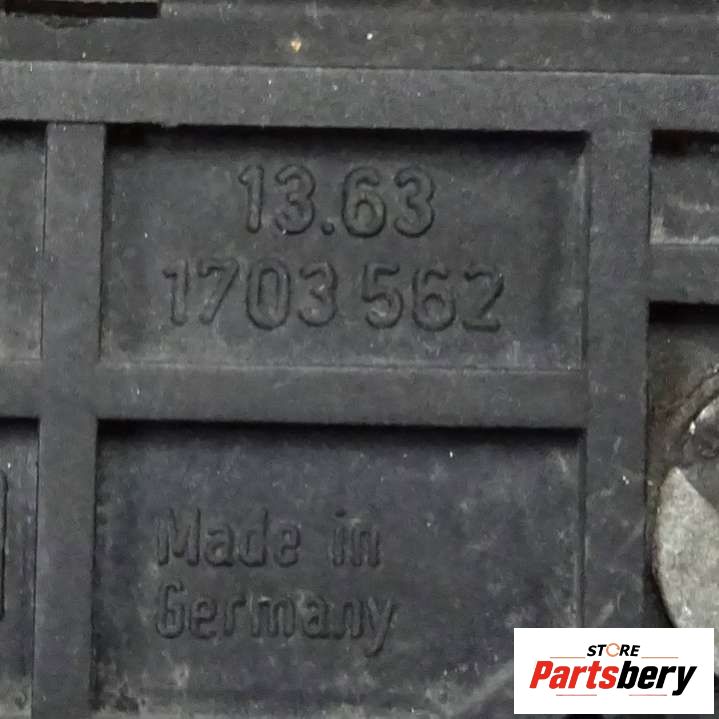 13.63
1703 562
Made in
Germany
STORE
Partsbery